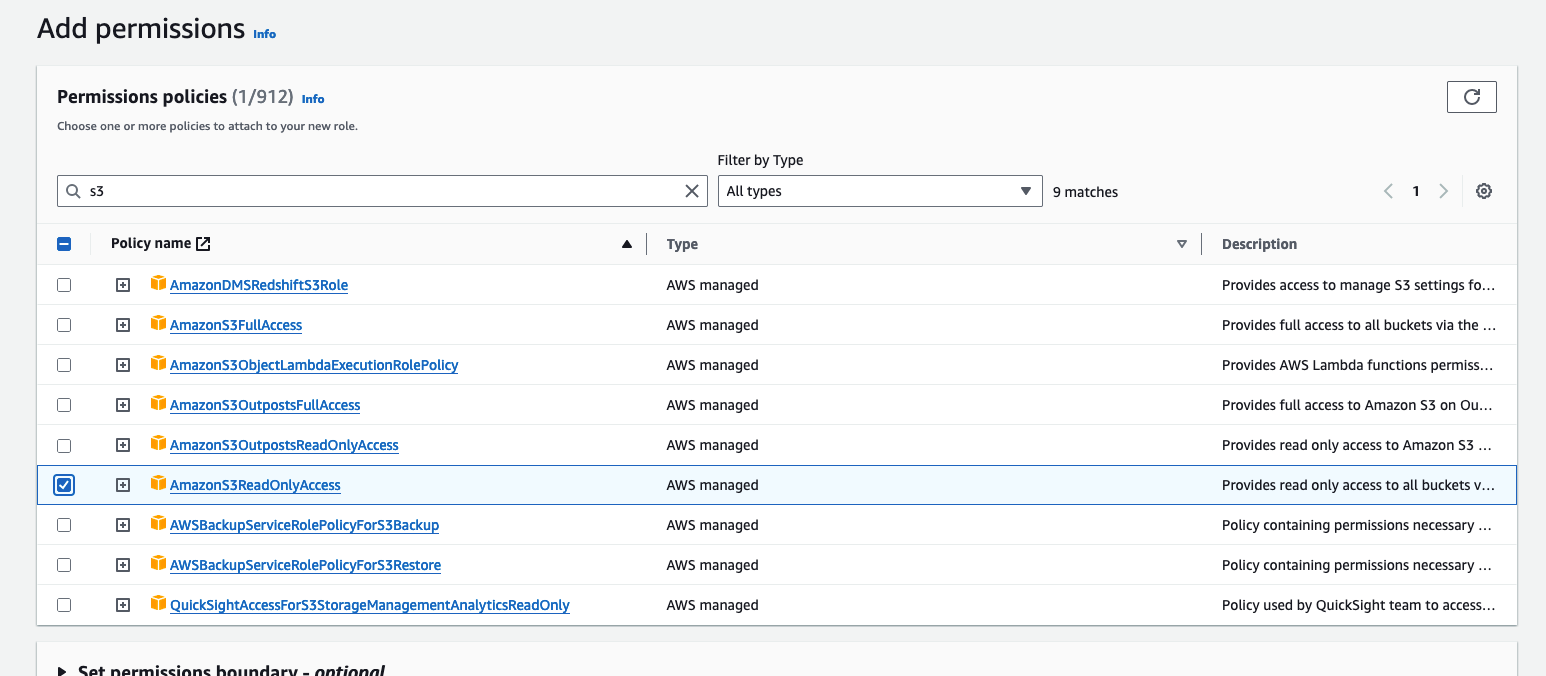 Add permissions Info
Permissions policies (1/912) Info
Choose one or more policies to attach to your new role.
Filter by Type
s3 All types 9 matches 1
Policy name Type Description
AmazonDMSRedshiftS3Role AWS managed Provides access to manage S3 settings fo...
AmazonS3FullAccess AWS managed Provides full access to all buckets via the ...
AmazonS3ObjectLambdaExecutionRolePolicy AWS managed Provides AWS Lambda functions permiss...
AmazonS3OutpostsFullAccess AWS managed Provides full access to Amazon S3 on Ou...
AmazonS3OutpostsReadOnlyAccess AWS managed Provides read only access to Amazon S3 ...
AmazonS3ReadOnlyAccess AWS managed Provides read only access to all buckets v...
AWSBackupServiceRolePolicyForS3Backup AWS managed Policy containing permissions necessary ...
AWSBackupServiceRolePolicyForS3Restore AWS managed Policy containing permissions necessary ...
QuickSightAccessForS3StorageManagementAnalyticsReadOnly AWS managed Policy used by QuickSight team to access...
Set permissions boundary - optional